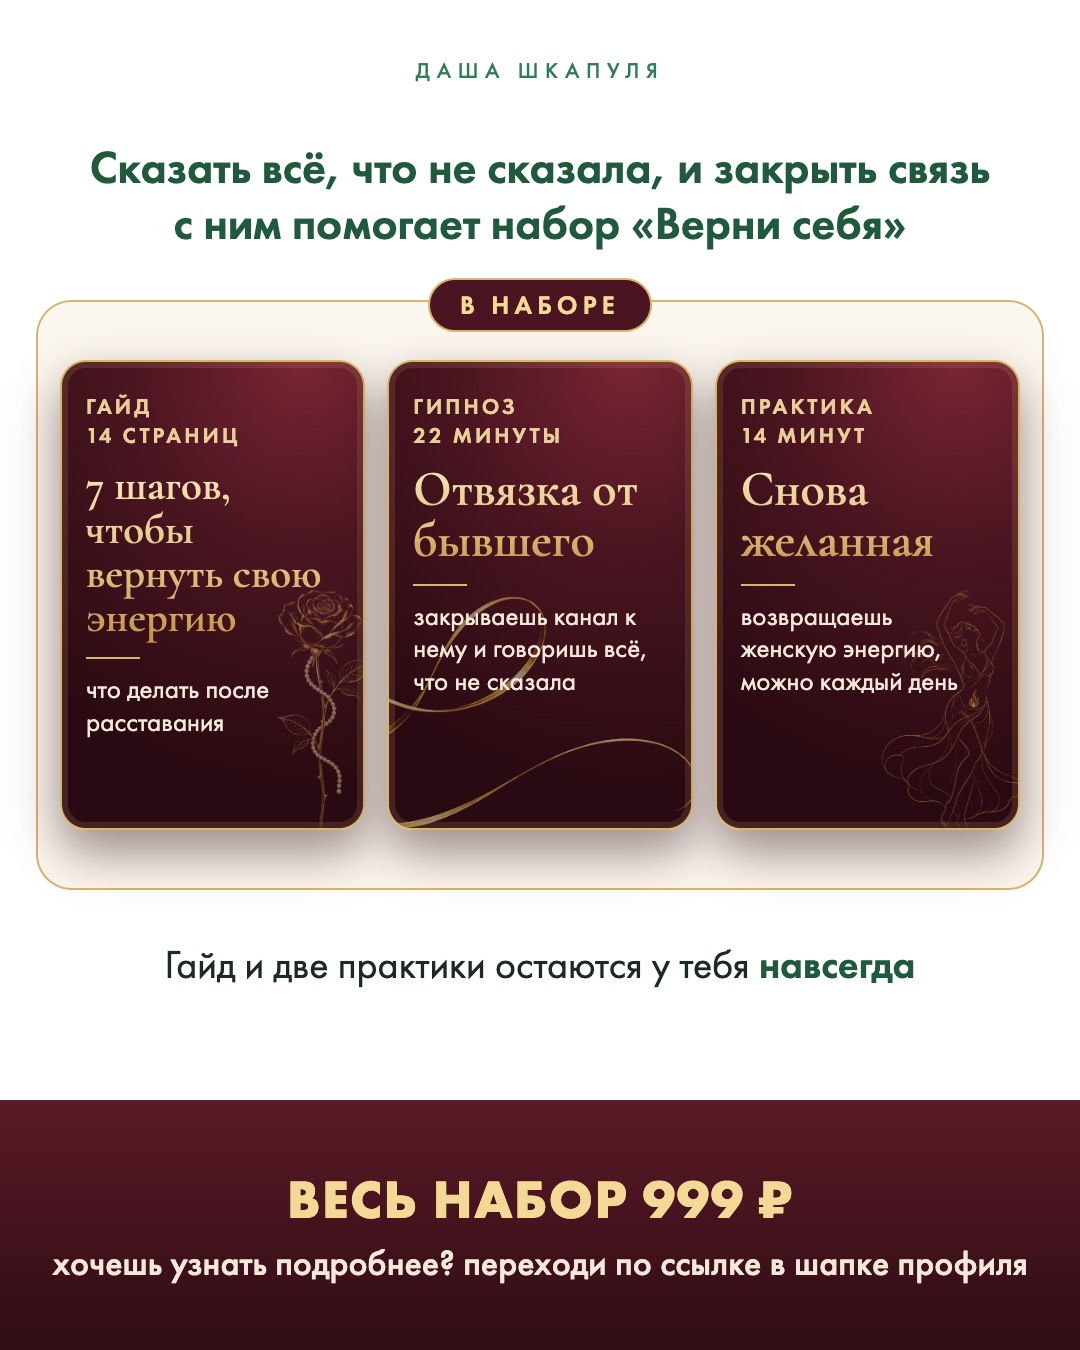 ДАША ШКАПУЛЯ
Сказать всё, что не сказала, и закрыть связь
с ним помогает набор «Верни себя»
В НАБОРЕ
ГАЙД
14 СТРАНИЦ
7 шагов,
чтобы
вернуть свою
энергию
что делать после
расставания
ГИПНОЗ
22 МИНУТЫ
Отвязка от
бывшего
закрываешь канал к
нему и говоришь всё,
что не сказала
ПРАКТИКА
14 МИНУТ
Снова
желанная
возвращаешь
женскую энергию,
можно каждый день
Гайд и две практики остаются у тебя навсегда
ВЕСЬ НАБОР 999 ₽
хочешь узнать подробнее? переходи по ссылке в шапке профиля